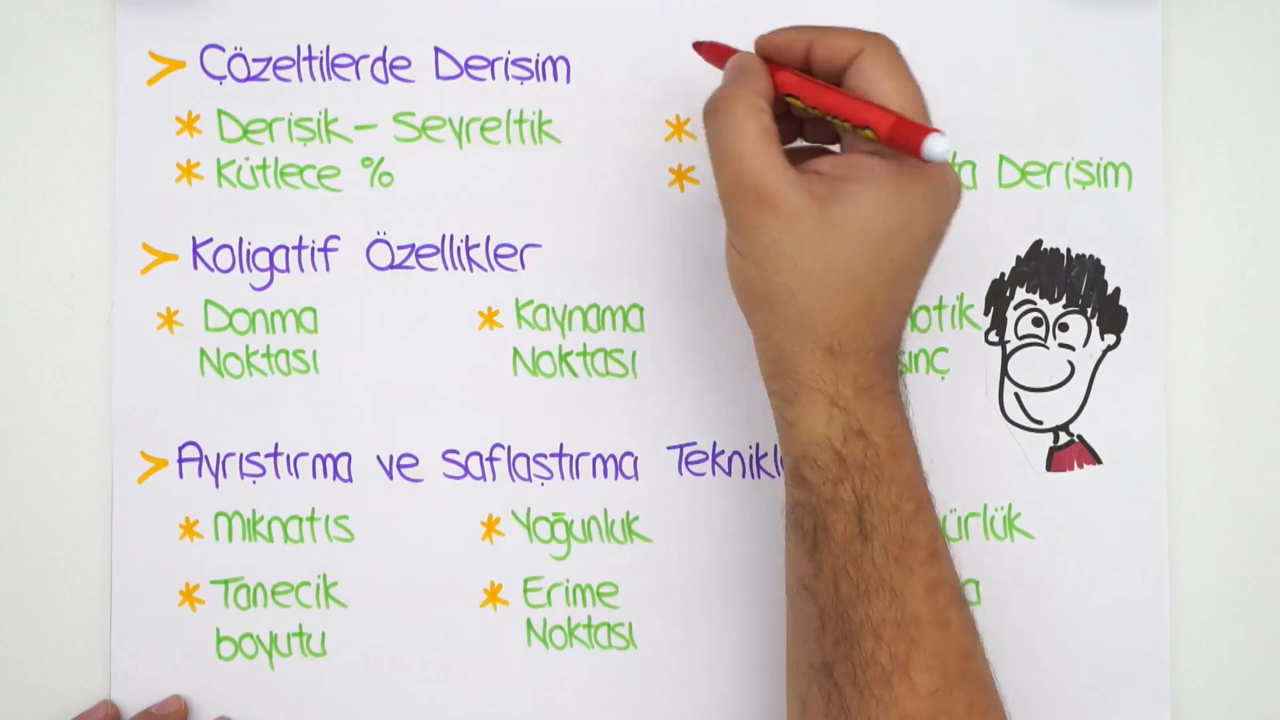 > Çözeltilerde Derişim
* Derişik - Seyreltik *
* Kütlece % * Derişim
> Koligatif Özellikler
* Donma * Kaynama
Noktası Noktası
> Ayrıştırma ve Saflaştırma
* Mıknatıs * Yoğunluk
* Tanecik * Erime
boyutu Noktası